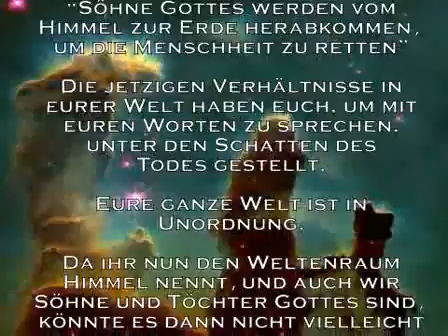 "Söhne Gottes werden vom
Himmel zur Erde herabkommen,
um die Menschheit zu retten"
Die jetzigen Verhältnisse in
eurer Welt haben euch, um mit
euren Worten zu sprechen,
unter den Schatten des
Todes gestellt.
Eure ganze Welt ist in
Unordnung.
Da ihr nun den Weltenraum
Himmel nennt, und auch wir
Söhne und Töchter Gottes sind,
könnte es dann nicht vielleicht